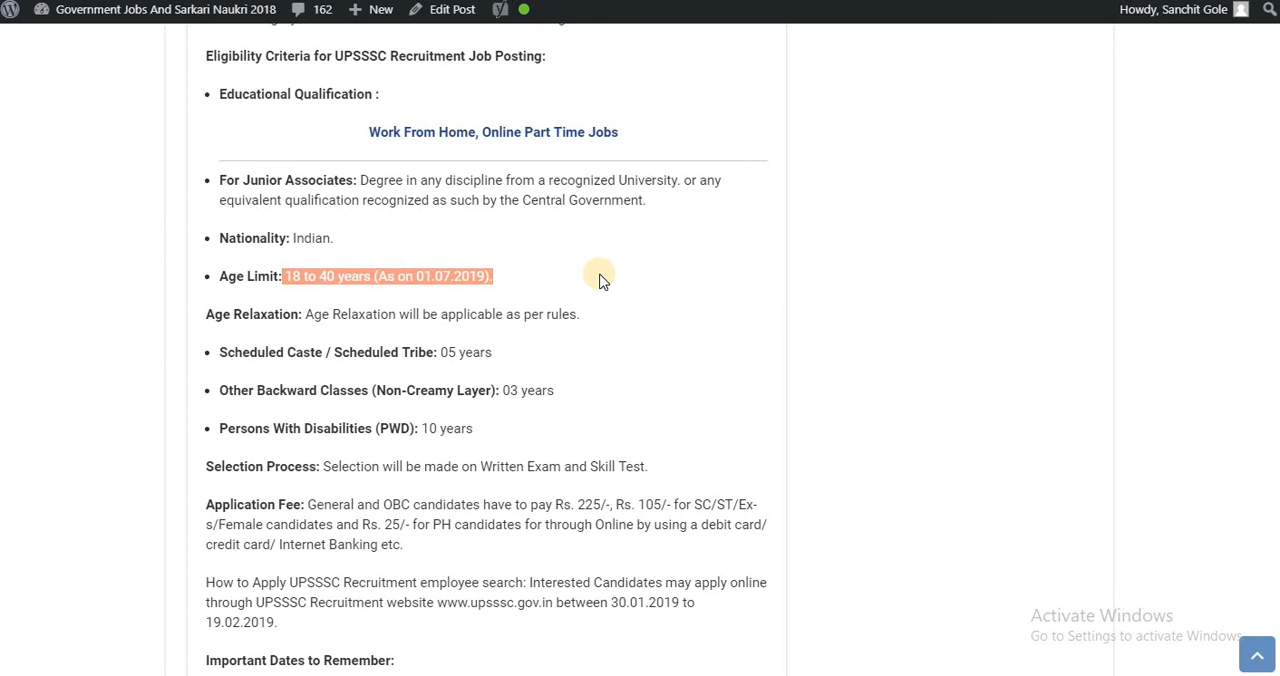 Government Jobs And Sarkari Naukri 2018 162 New Edit Post Howdy, Sanchit Gole
Eligibility Criteria for UPSSSC Recruitment Job Posting:
• Educational Qualification :
Work From Home, Online Part Time Jobs
• For Junior Associates: Degree in any discipline from a recognized University. or any
equivalent qualification recognized as such by the Central Government.
• Nationality: Indian.
• Age Limit: 18 to 40 years (As on 01.07.2019).
Age Relaxation: Age Relaxation will be applicable as per rules.
• Scheduled Caste / Scheduled Tribe: 05 years
• Other Backward Classes (Non-Creamy Layer): 03 years
• Persons With Disabilities (PWD): 10 years
Selection Process: Selection will be made on Written Exam and Skill Test.
Application Fee: General and OBC candidates have to pay Rs. 225/-, Rs. 105/- for SC/ST/Ex-
s/Female candidates and Rs. 25/- for PH candidates for through Online by using a debit card/
credit card/ Internet Banking etc.
How to Apply UPSSSC Recruitment employee search: Interested Candidates may apply online
through UPSSSC Recruitment website www.upsssc.gov.in between 30.01.2019 to
19.02.2019.
Important Dates to Remember:
Activate Windows
Go to Settings to activate Windows